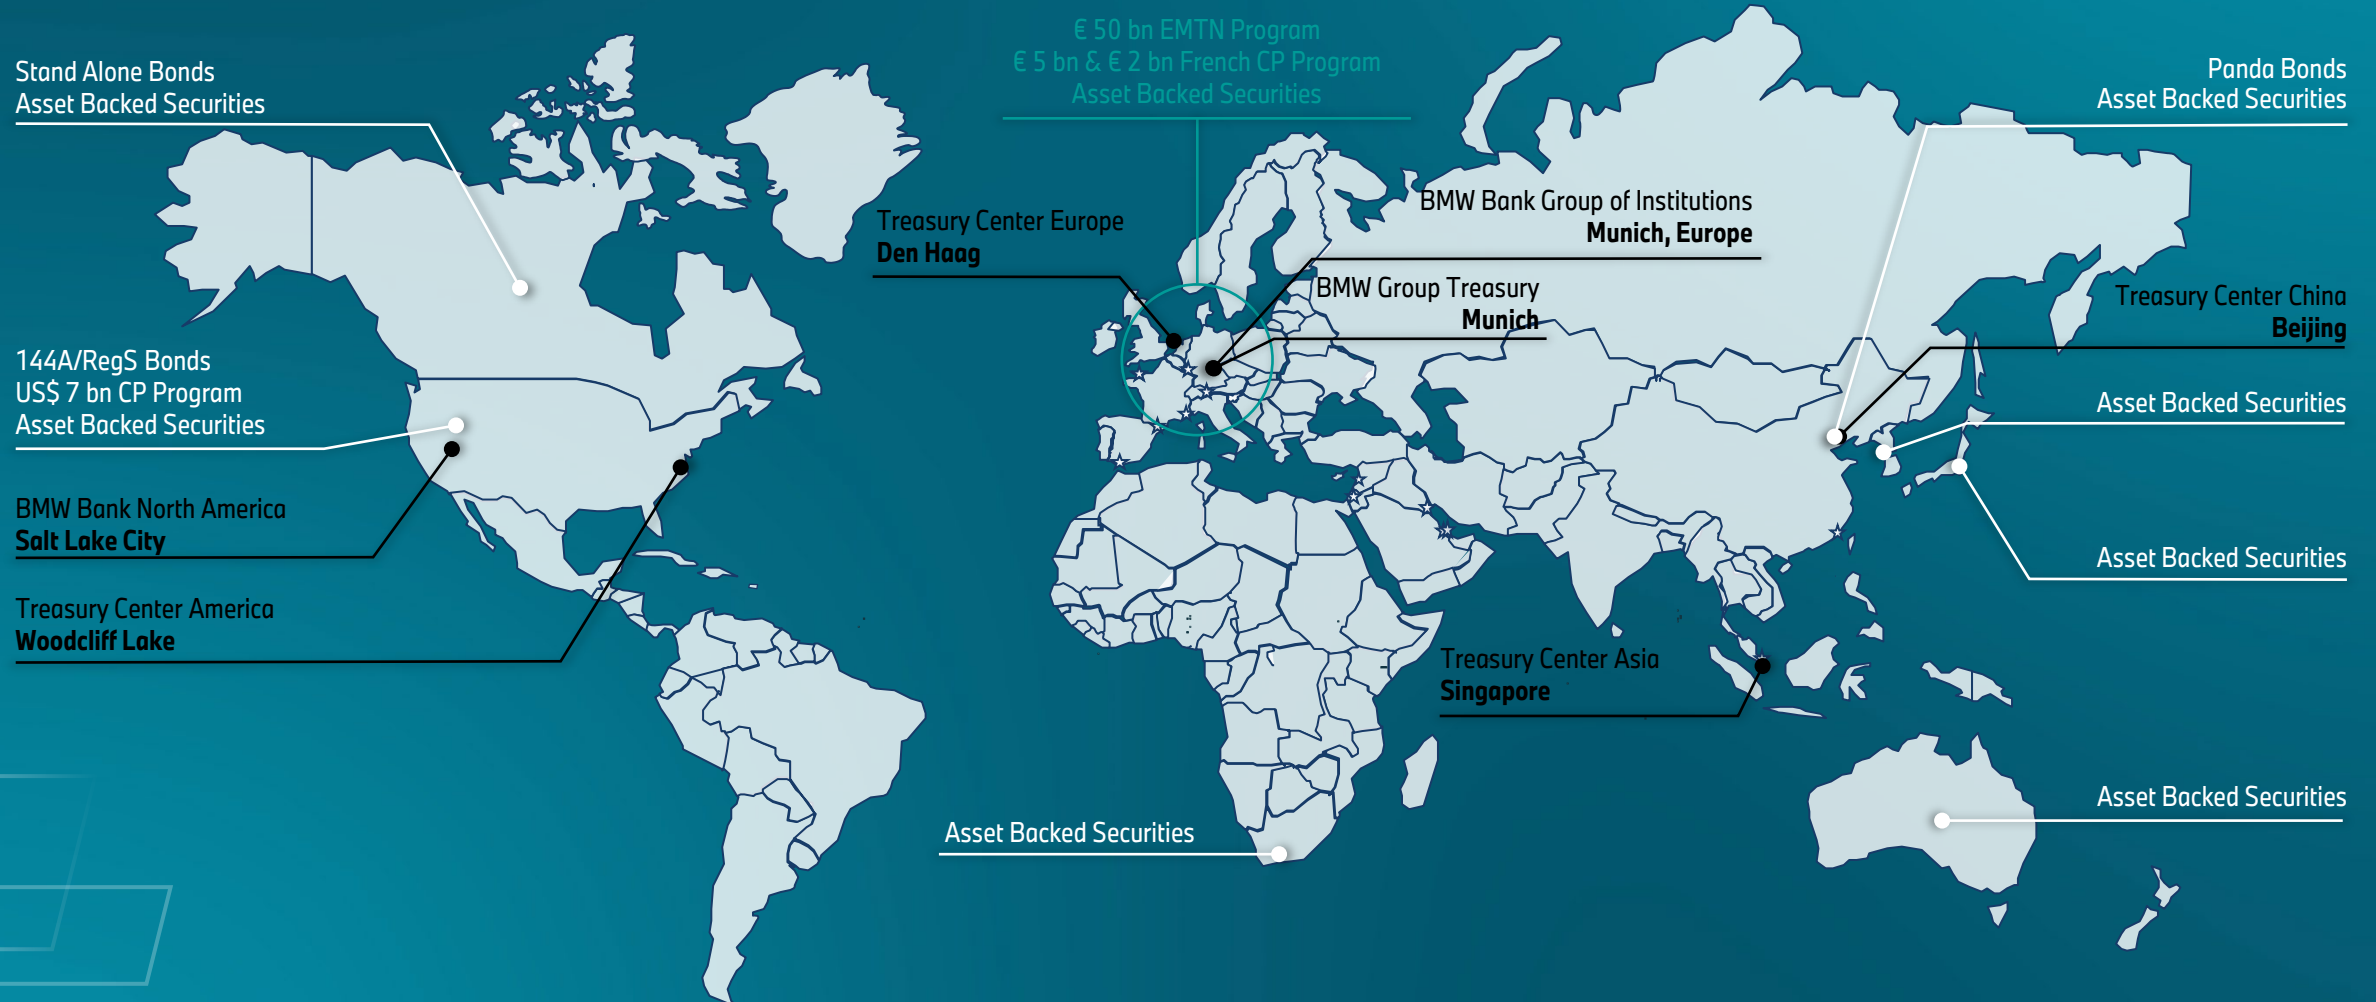 Stand Alone Bonds
Asset Backed Securities
144A/RegS Bonds
US$ 7 bn CP Program
Asset Backed Securities
BMW Bank North America
Salt Lake City
Treasury Center America
Woodcliff Lake
€ 50 bn EMTN Program
€ 5 bn & € 2 bn French CP Program
Asset Backed Securities
Treasury Center Europe
Den Haag
BMW Bank Group of Institutions
Munich, Europe
BMW Group Treasury
Munich
Asset Backed Securities
Treasury Center Asia
Singapore
Panda Bonds
Asset Backed Securities
Treasury Center China
Beijing
Asset Backed Securities
Asset Backed Securities
Asset Backed Securities